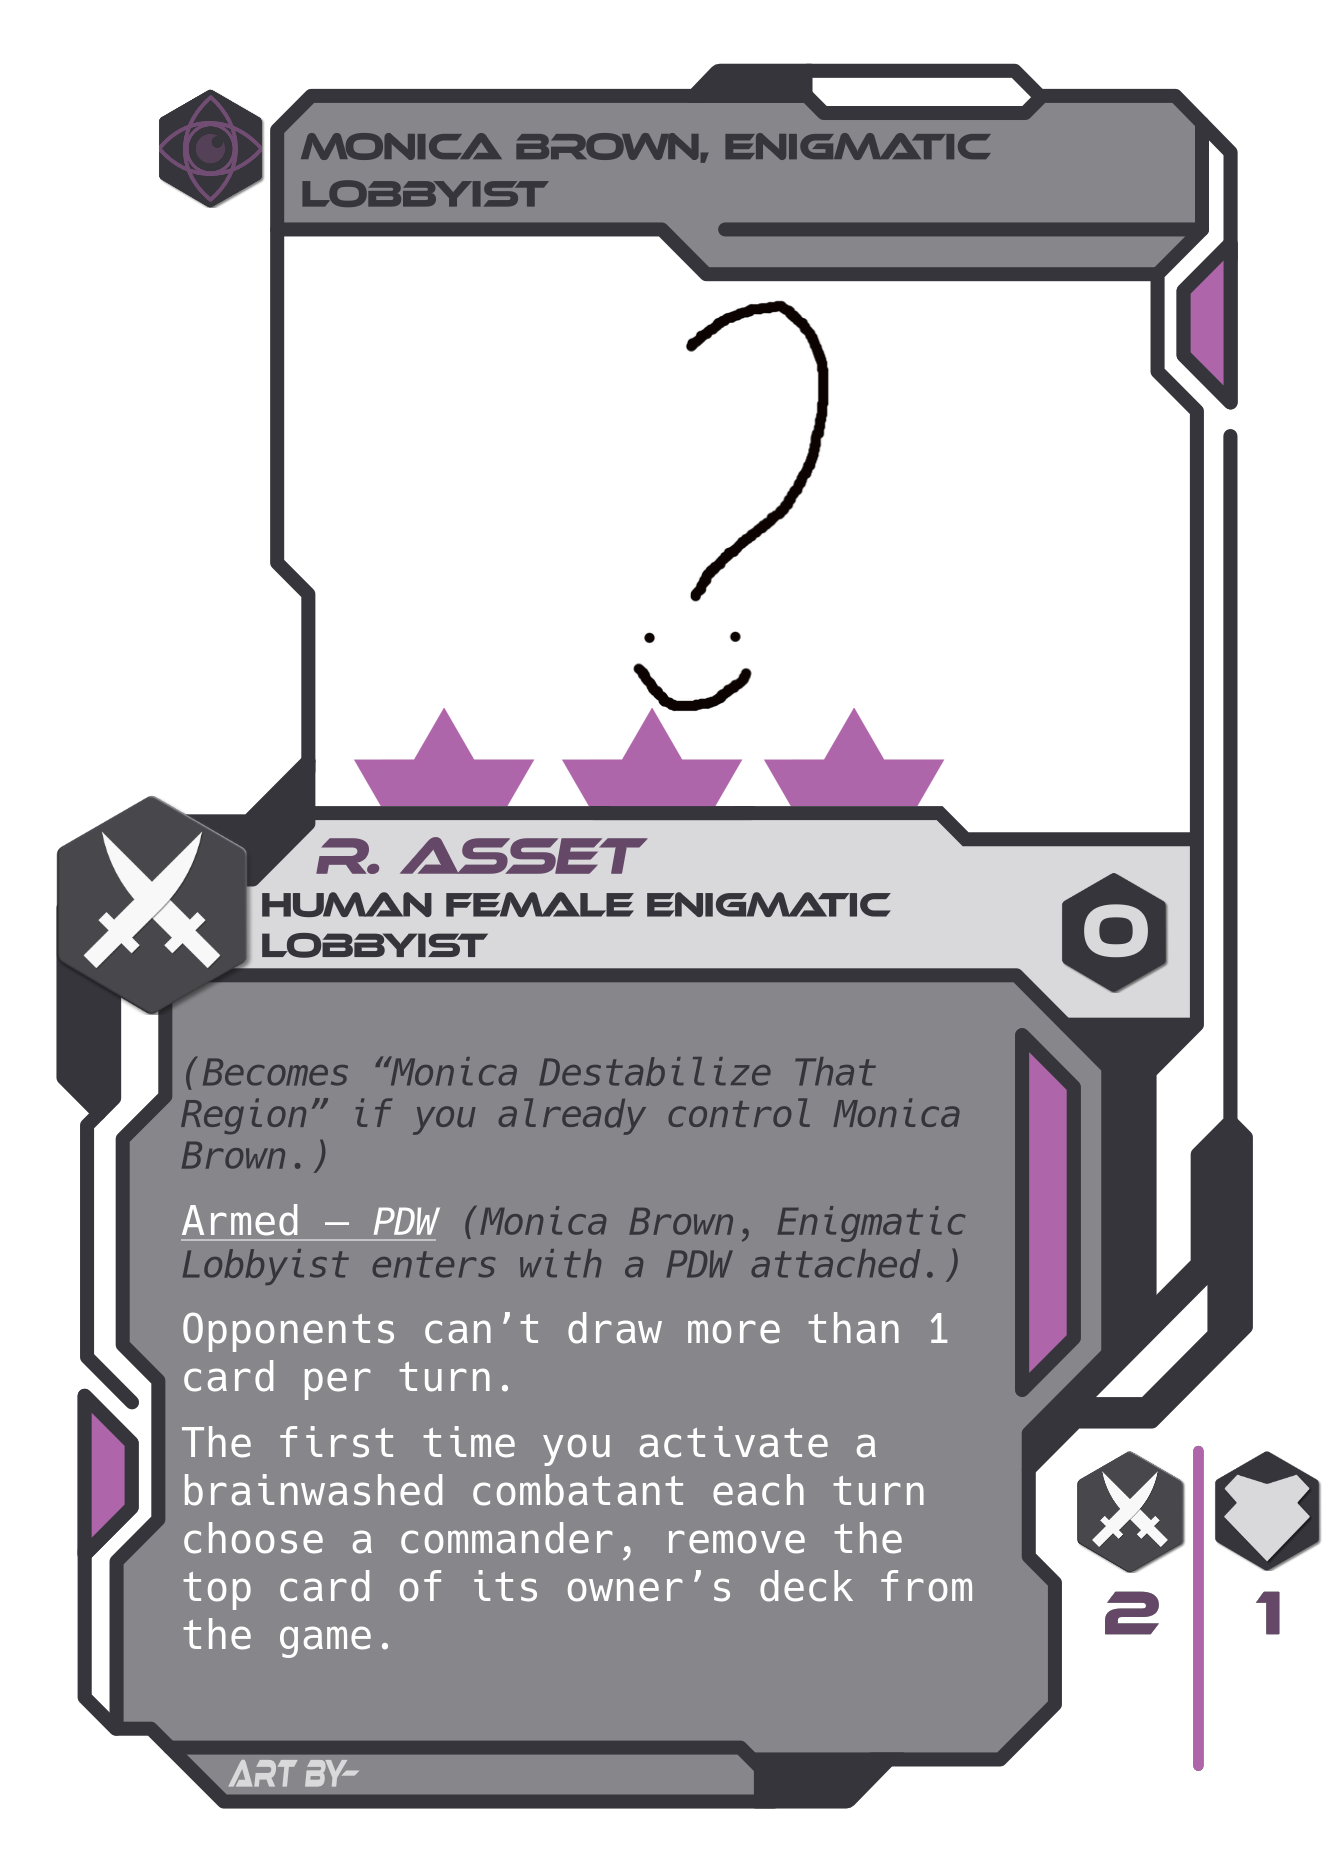 MONICA BROWN, ENIGMATIC
LOBBYIST
R. ASSET
HUMAN FEMALE ENIGMATIC
LOBBYIST
0
(Becomes “Monica Destabilize That
Region” if you already control Monica
Brown.)
Armed – PDW (Monica Brown, Enigmatic
Lobbyist enters with a PDW attached.)
Opponents can’t draw more than 1
card per turn.
The first time you activate a
brainwashed combatant each turn
choose a commander, remove the
top card of its owner’s deck from
the game.
2 1
ART BY-